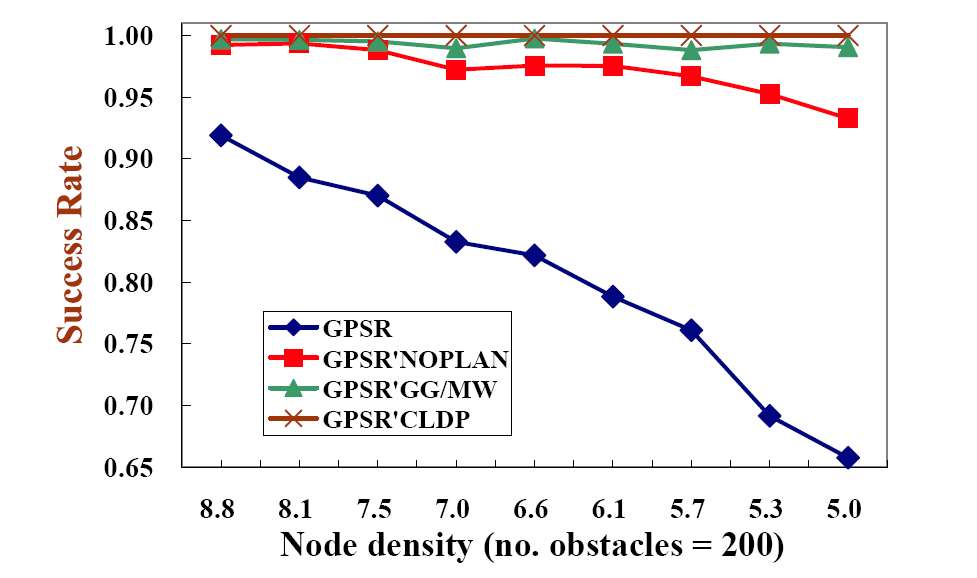 1.00
0.95
0.90
0.85
0.80
0.75
0.70
0.65
Success Rate
GPSR
GPSR'NOPLAN
GPSR'GG/MW
GPSR'CLDP
8.8 8.1 7.5 7.0 6.6 6.1 5.7 5.3 5.0
Node density (no. obstacles = 200)